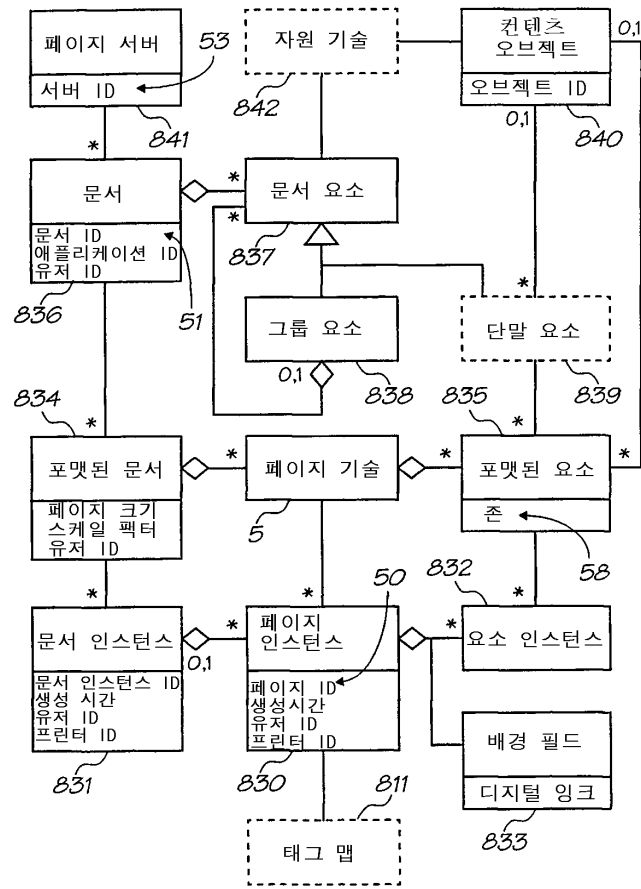 페이지 서버
서버 ID
53
841
*
자원 기술
842
컨텐츠
오브젝트
오브젝트 ID
840
0,1
0,1
문서
문서 ID
애플리케이션 ID
유저 ID
836
51
*
*
문서 요소
837
그룹 요소
838
0,1
*
단말 요소
839
834
*
포맷된 문서
페이지 크기
스케일 팩터
유저 ID
*
페이지 기술
5
835
*
*
*
포맷된 요소
존
58
*
문서 인스턴스
0,1
문서 인스턴스 ID
생성 시간
유저 ID
프린터 ID
831
*
*
50
페이지
인스턴스
페이지 ID
생성시간
유저 ID
프린터 ID
830
832
*
*
요소 인스턴스
배경 필드
디지털 잉크
833
811
태그 맵